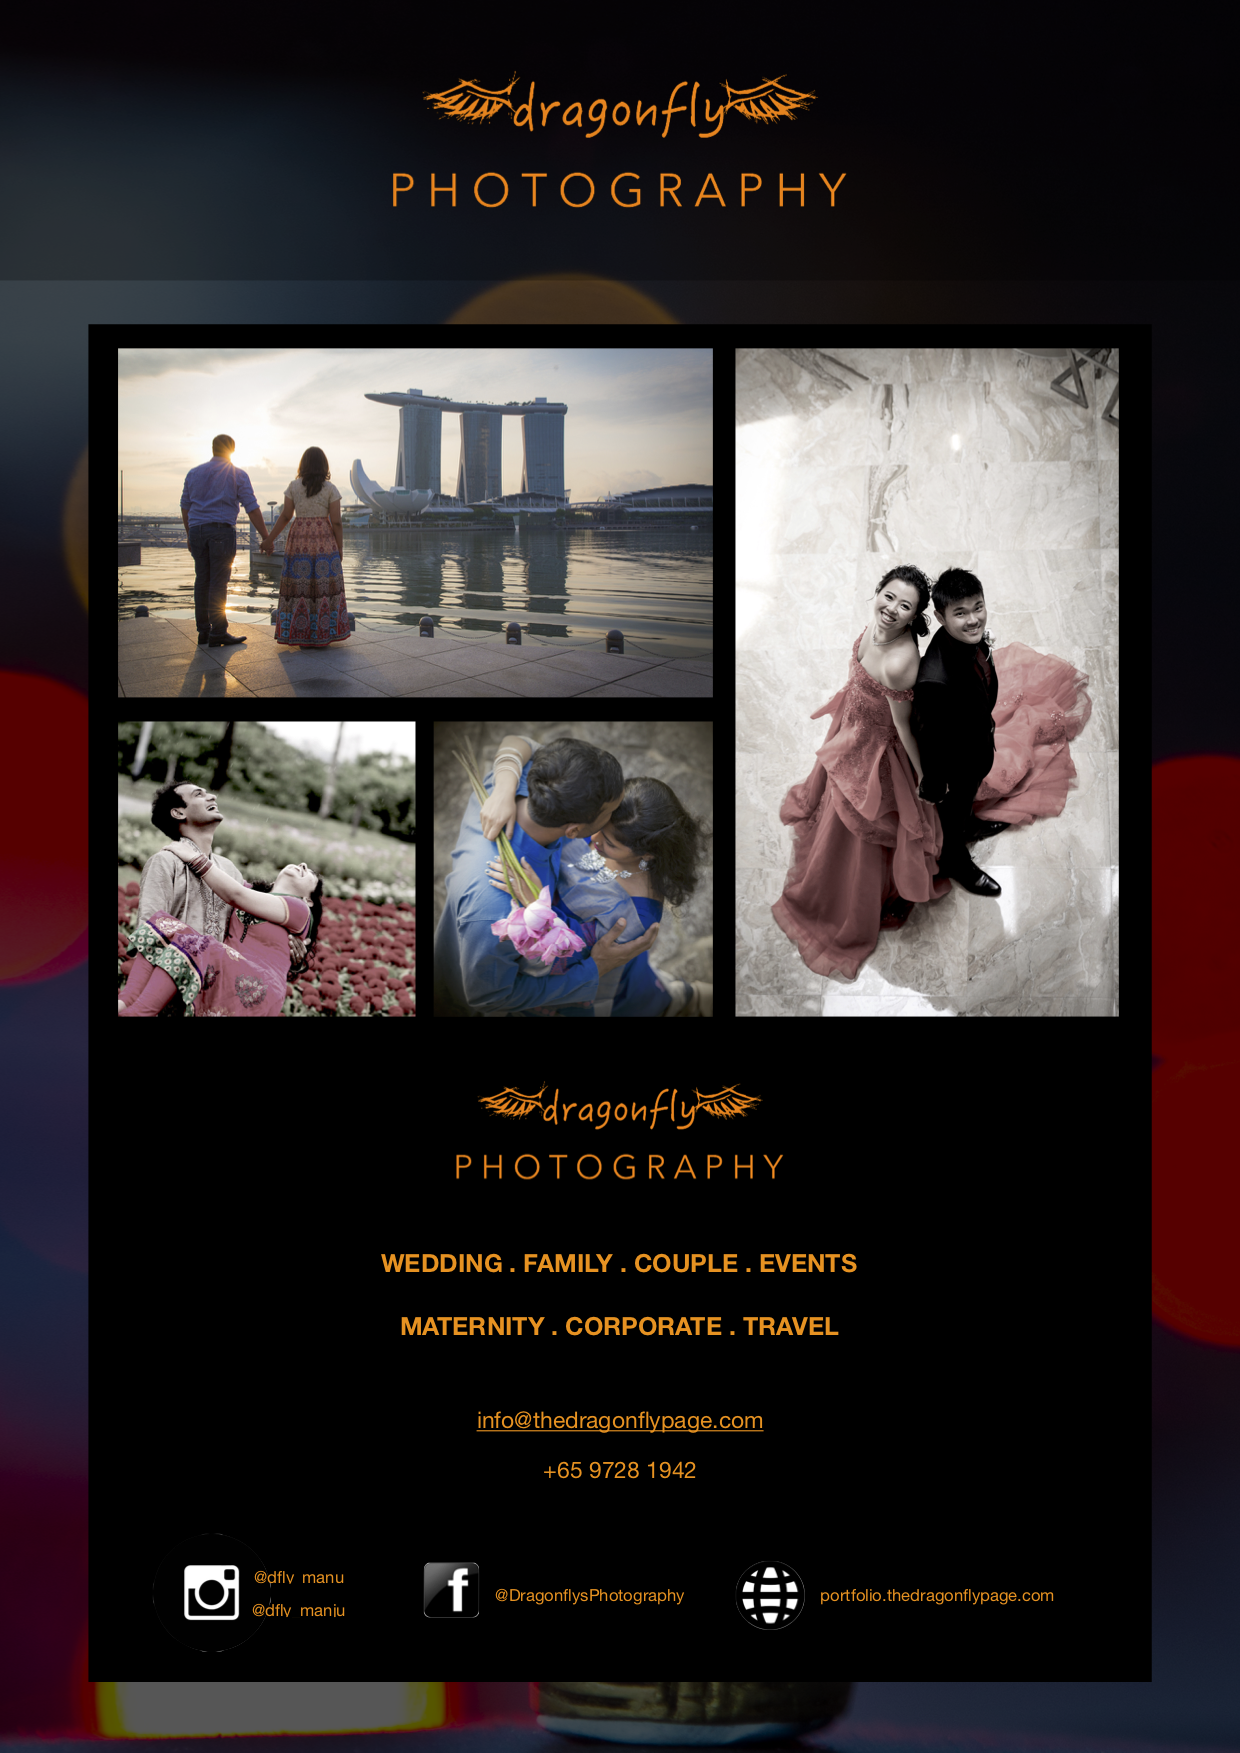 dragonfly
PHOTOGRAPHY
dragonfly
PHOTOGRAPHY
WEDDING . FAMILY . COUPLE . EVENTS
MATERNITY . CORPORATE . TRAVEL
info@thedragonflypage.com
+65 9728 1942
@dfly_manu
@dfly_manju
@DragonflysPhotography
portfolio.thedragonflypage.com